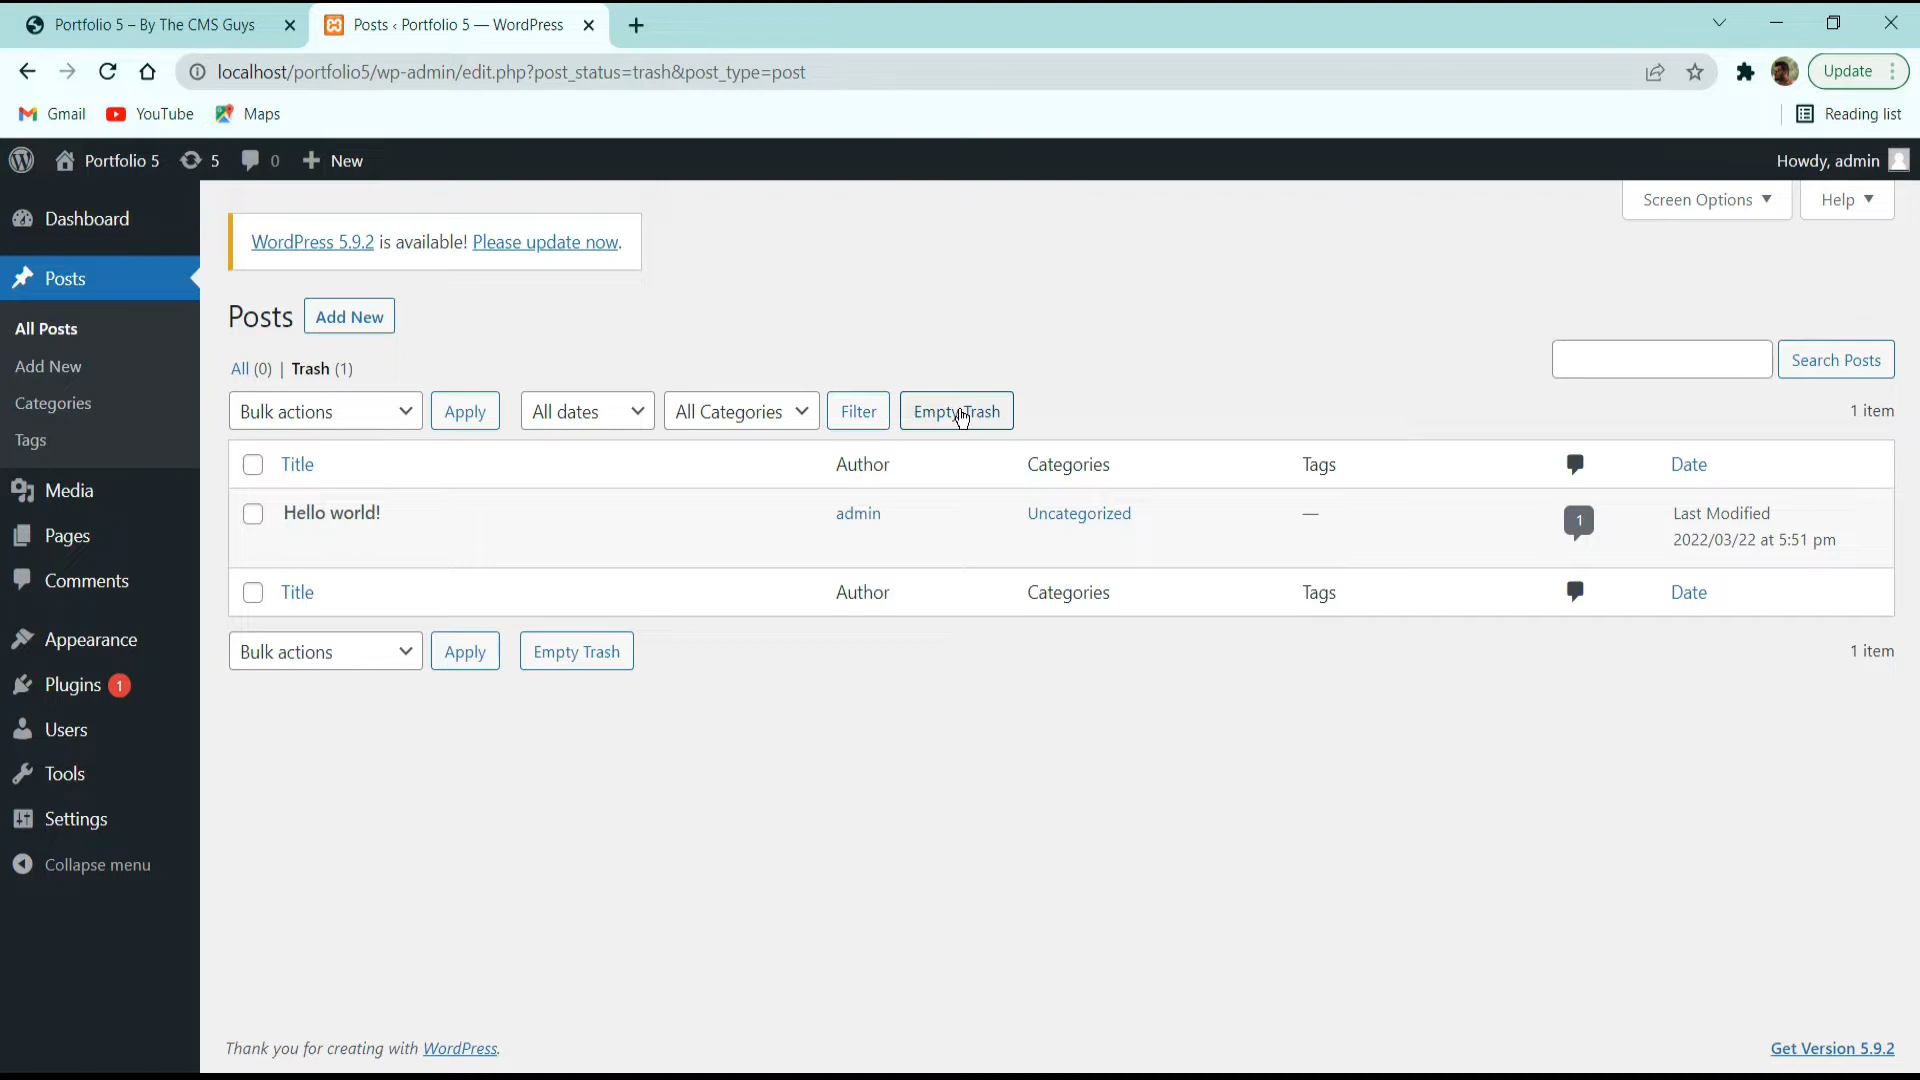 Portfolio 5 – By The CMS Guys
Posts ‹ Portfolio 5 — WordPress
localhost/portfolio5/wp-admin/edit.php?post_status=trash&post_type=post
Update
Gmail YouTube Maps
Reading list
Portfolio 5 5 0 New
Howdy, admin
Screen Options Help
Dashboard
Posts
All Posts
Add New
Categories
Tags
Media
Pages
Comments
Appearance
Plugins 1
Users
Tools
Settings
Collapse menu
WordPress 5.9.2 is available! Please update now.
Posts Add New
All (0) | Trash (1)
Search Posts
Bulk actions Apply All dates All Categories Filter Empty Trash 1 item
Title Author Categories Tags Date
Hello world! admin Uncategorized — 1 Last Modified
2022/03/22 at 5:51 pm
Title Author Categories Tags Date
Bulk actions Apply Empty Trash 1 item
Thank you for creating with WordPress.
Get Version 5.9.2